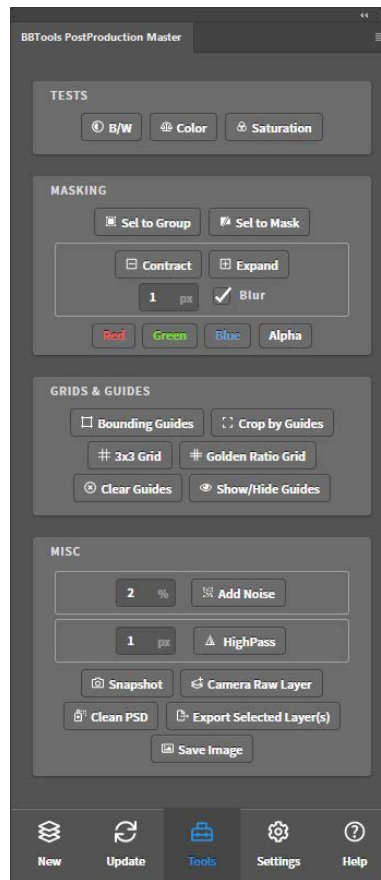 BBTools PostProduction Master
TESTS
B/W Color Saturation
MASKING
Sel to Group Sel to Mask
Contract Expand
1 px Blur
Red Green Blue Alpha
GRIDS & GUIDES
Bounding Guides Crop by Guides
3x3 Grid Golden Ratio Grid
Clear Guides Show/Hide Guides
MISC
2 % Add Noise
1 px HighPass
Snapshot Camera Raw Layer
Clean PSD Export Selected Layer(s)
Save Image
New Update Tools Settings Help